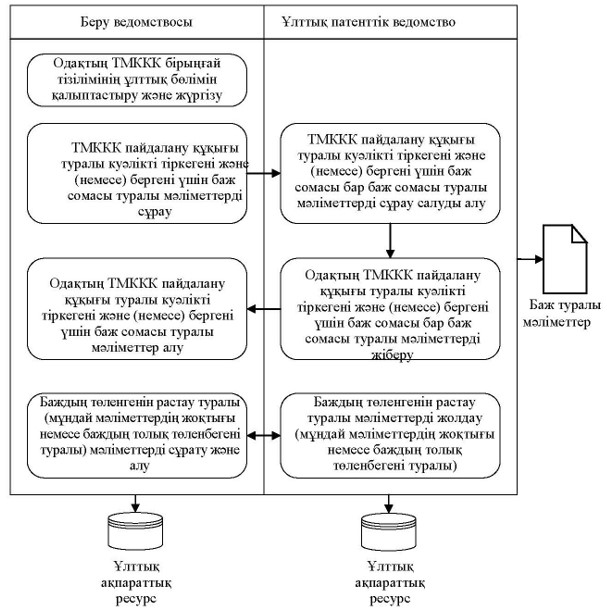 Беру ведомствосы
Ұлттық патенттік ведомство
Одақтың ТМККК бірыңғай
тізілімінің ұлттық бөлімін
қалыптастыру және жүргізу
ТМККК пайдалану құқығы
туралы куәлікті тіркегені және
(немесе) бергені үшін баж
сомасы туралы мәліметтерді
сұрау
ТМККК пайдалану құқығы
туралы куәлікті тіркегені және
(немесе) бергені үшін баж
сомасы бар баж сомасы туралы
мәліметтерді сұрау салуды алу
Одақтың ТМККК пайдалану
құқығы туралы куәлікті
тіркегені және (немесе) бергені
үшін баж сомасы туралы
мәліметтер алу
Одақтың ТМККК пайдалану
құқығы туралы куәлікті
тіркегені және (немесе) бергені
үшін баж сомасы бар баж
сомасы туралы мәліметтерді
жіберу
Баж туралы
мәліметтер
Баждың төленгенін растау туралы
(мұндай мәліметтердің жоқтығы
немесе баждың толық төленбегені
туралы) мәліметтерді сұрату және
алу
Баждың төленгенін растау
туралы мәліметтерді жолдау
(мұндай мәліметтердің жоқтығы
немесе баждың толық
төленбегені туралы)
Ұлттық
ақпараттық
ресурс
Ұлттық
ақпараттық
ресурс